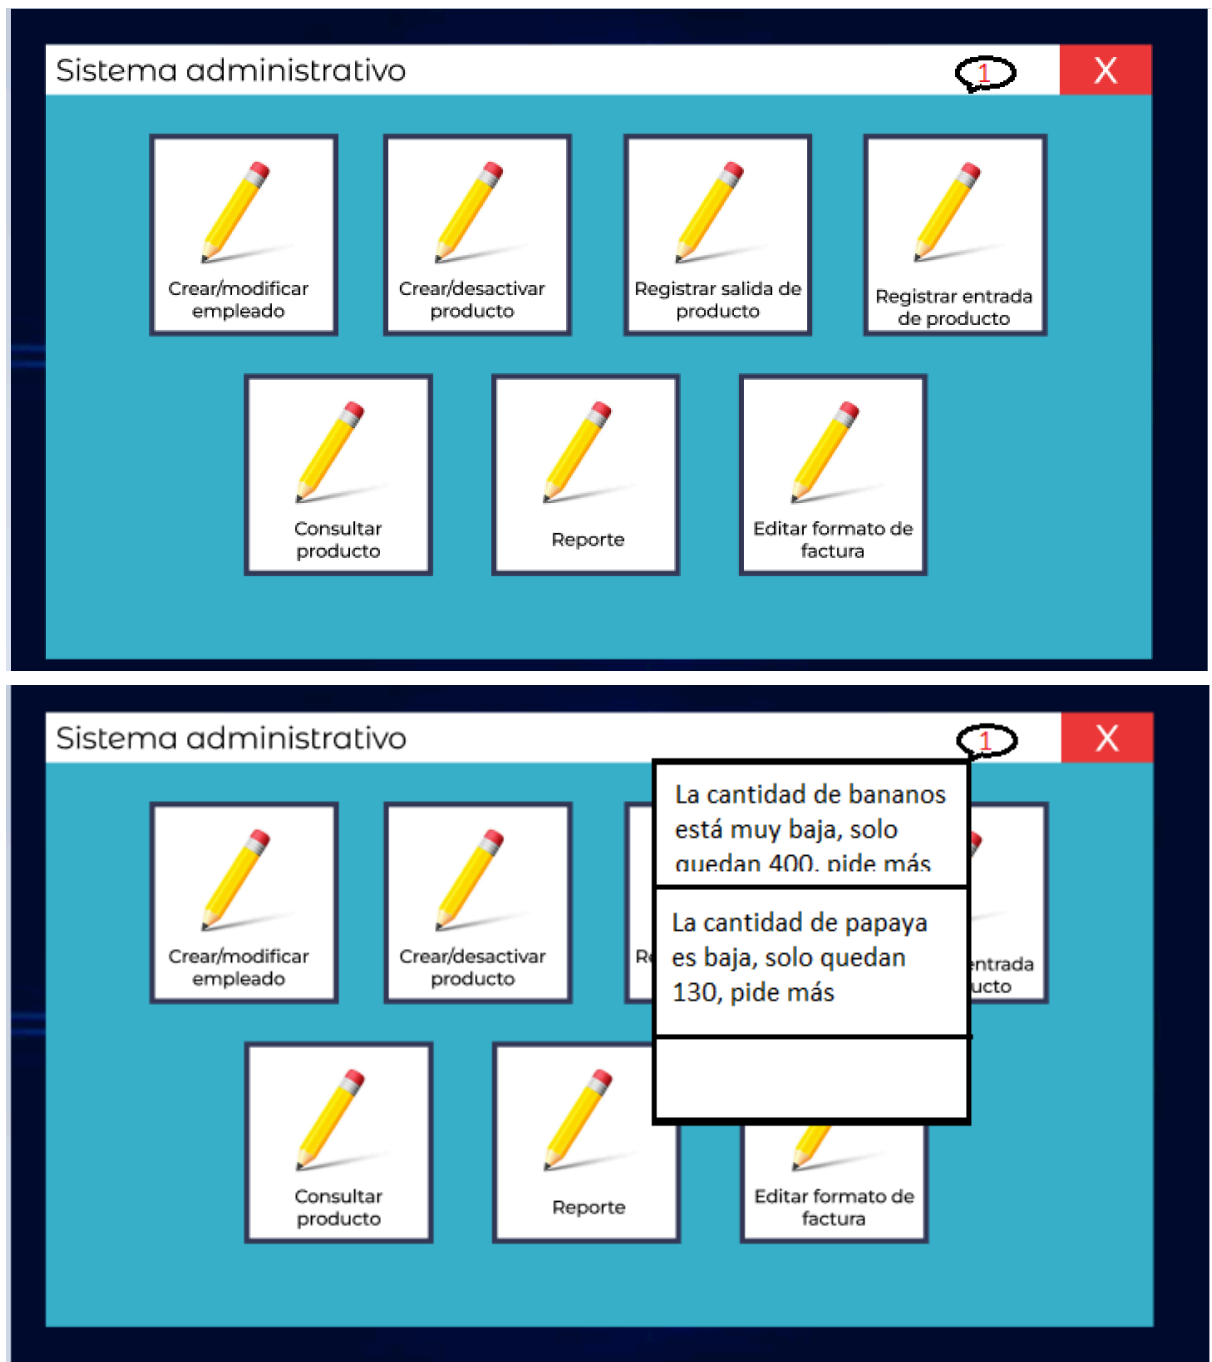 Sistema administrativo
1
X
Crear/modificar
empleado
Crear/desactivar
producto
Registrar salida de
producto
Registrar entrada
de producto
Consultar
producto
Reporte
Editar formato de
factura
Sistema administrativo
1
X
La cantidad de bananos
está muy baja, solo
quedan 400, pide más
La cantidad de papaya
es baja, solo quedan
130, pide más
Crear/modificar
empleado
Crear/desactivar
producto
Re
entrada
ucto
Consultar
producto
Reporte
Editar formato de
factura